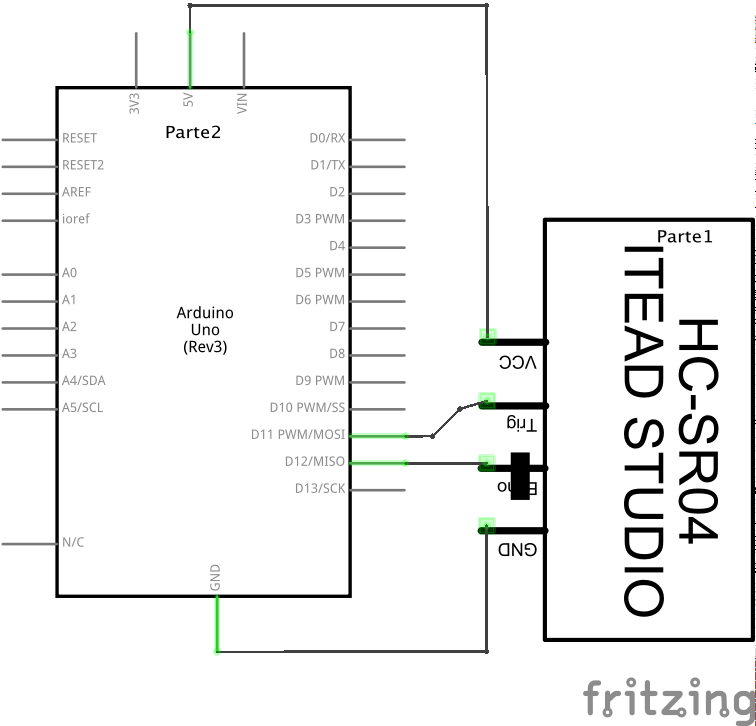 3V3
5V
VIN
Parte2
RESET
RESET2
AREF
ioref
A0
A1
A2
A3
A4/SDA
A5/SCL
N/C
Arduino
Uno
(Rev3)
D0/RX
D1/TX
D2
D3 PWM
D4
D5 PWM
D6 PWM
D7
D8
D9 PWM
D10 PWM/SS
D11 PWM/MOSI
D12/MISO
D13/SCK
GND
VCC
Trig
GND
Parte1
HC-SR04
ITEAD STUDIO
fritzing